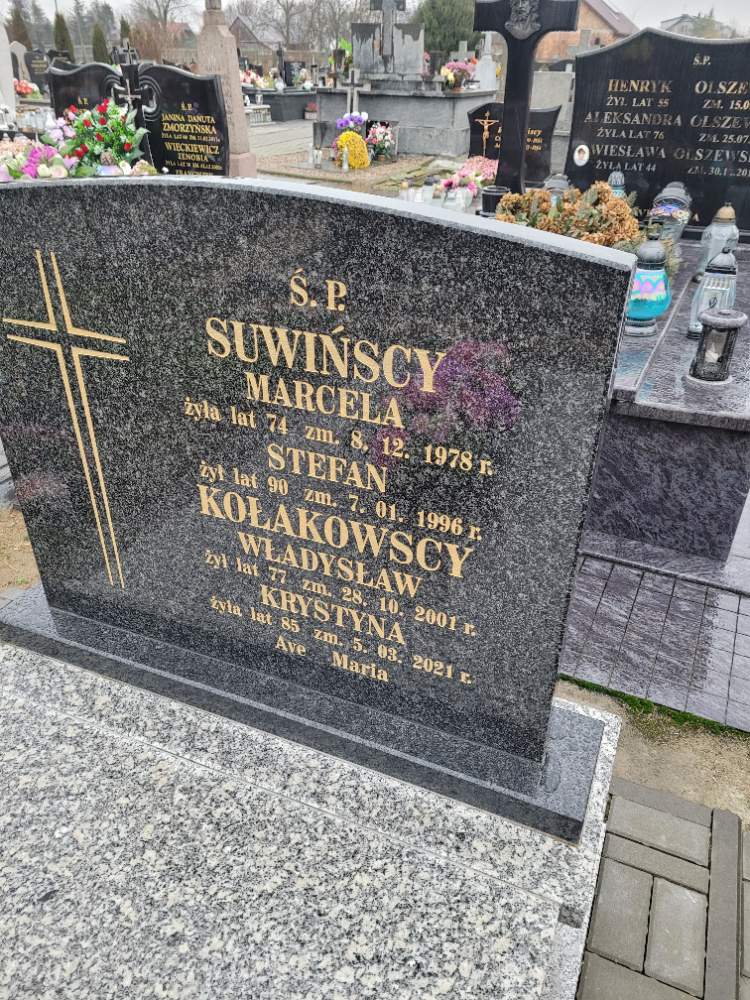 Ś. P.
SUWIŃSCY
MARCELA
żyła lat 74 zm. 8. 12. 1978 r.
STEFAN
żył lat 90 zm. 7. 01. 1996 r.
KOŁAKOWSCY
WŁADYSŁAW
żył lat 77 zm. 28. 10. 2001 r.
KRYSTYNA
żyła lat 85 zm. 5. 03. 2021 r.
Ave Maria
Ś.P.
JANINA DANUTA
ZMORZYŃSKA
WIĘCKIEWICZ
ZENOBIA
Ś.P.
HENRYK OLSZE
ŻYŁ LAT 55 ZM. 15.0
ALEKSANDRA OLSZEW
ŻYŁA LAT 76 ZM. 25.07
WIESŁAWA OLSZEWS
ŻYŁA LAT 44 ZM. 30.1